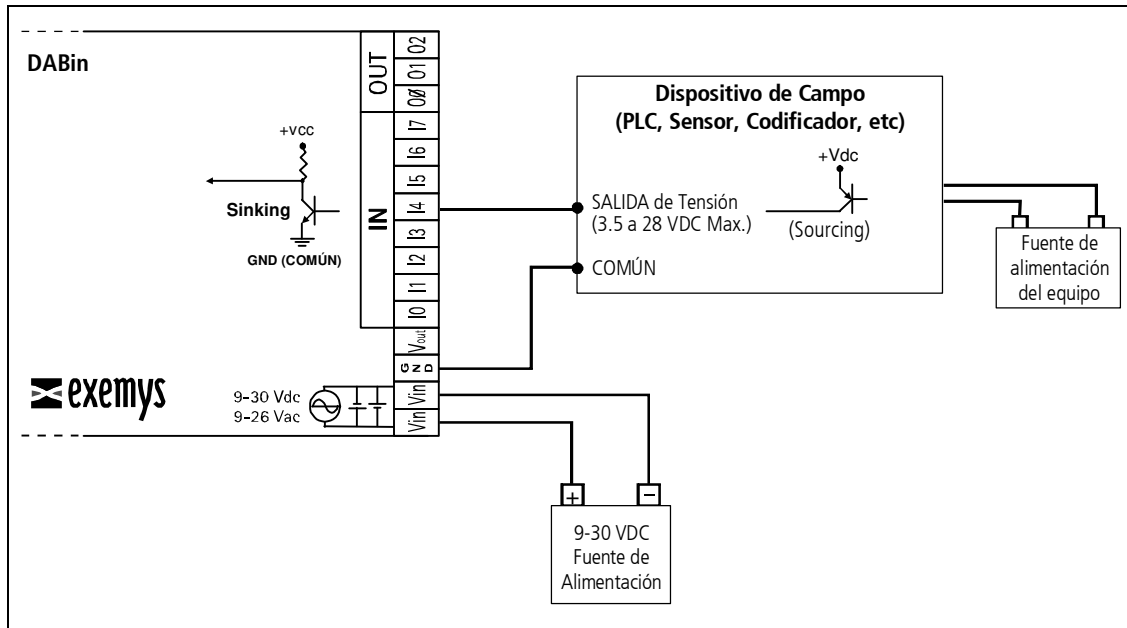 DABin
OUT
O2
O1
OØ
IN
I7
I6
I5
I4
I3
I2
I1
I0
Vout
GND
Vin
Vin
+VCC
Sinking
GND (COMÚN)
exemys
9-30 Vdc
9-26 Vac
Dispositivo de Campo
(PLC, Sensor, Codificador, etc)
+Vdc
SALIDA de Tensión
(3.5 a 28 VDC Max.)
(Sourcing)
COMÚN
Fuente de
alimentación
del equipo
+
−
9-30 VDC
Fuente de
Alimentación